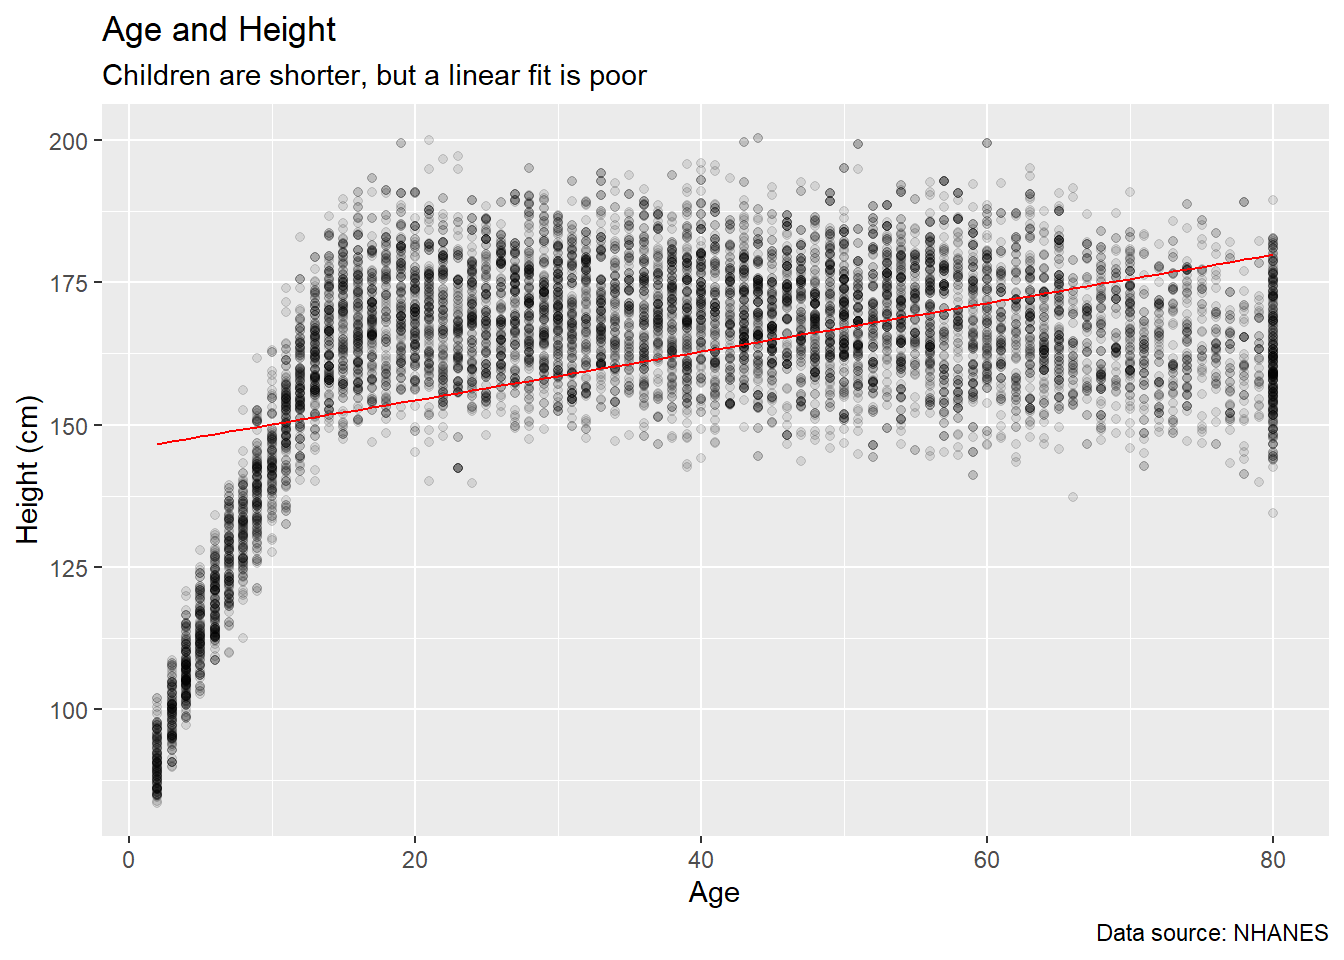 Age and Height
Children are shorter, but a linear fit is poor
200
175
150
125
100
Height (cm)
0 20 40 60 80
Age
Data source: NHANES